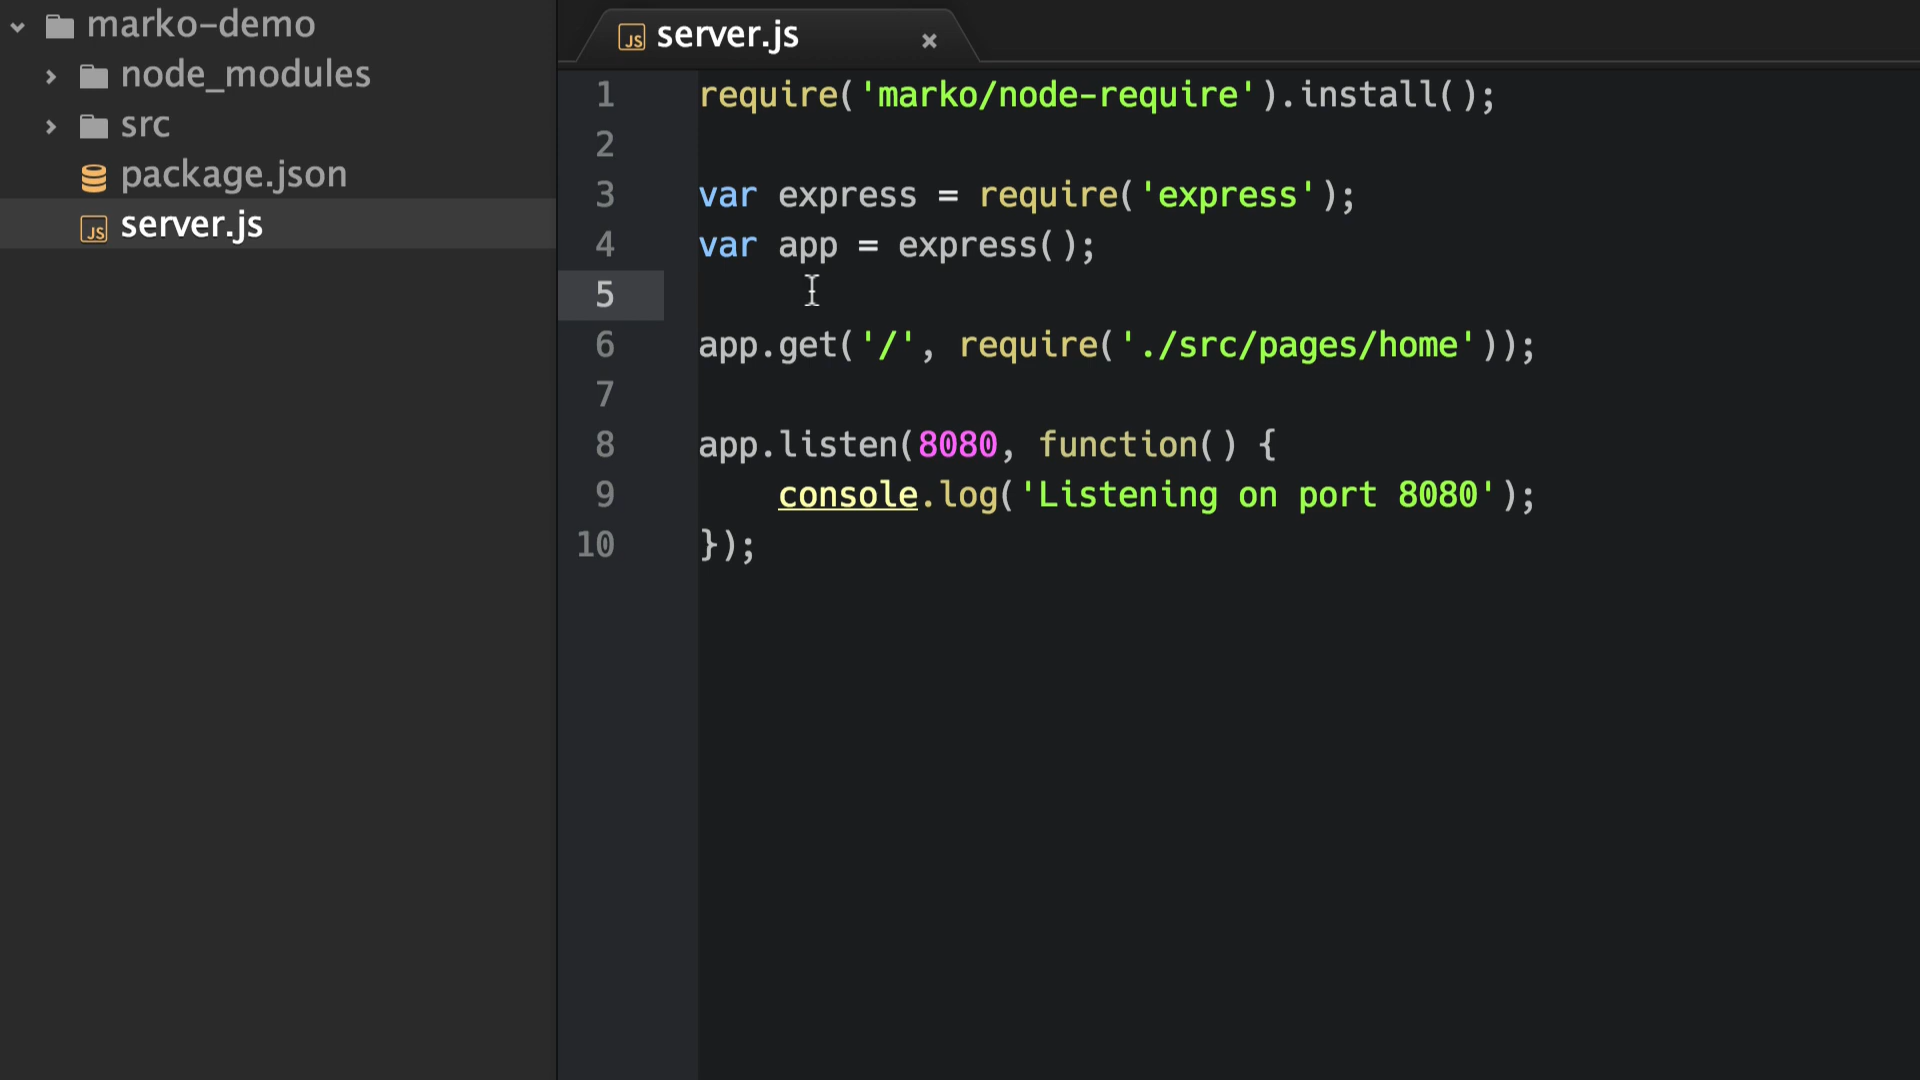 marko-demo
node_modules
src
package.json
server.js
JS server.js ×
1 require('marko/node-require').install();
2
3 var express = require('express');
4 var app = express();
5
6 app.get('/', require('./src/pages/home'));
7
8 app.listen(8080, function() {
9     console.log('Listening on port 8080');
10 });